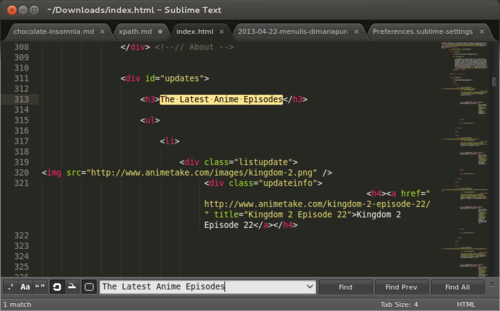 ~/Downloads/index.html - Sublime Text
chocolate-insomnia.md
xpath.md
index.html
2013-04-22-menulis-dimanapun
Preferences.sublime-settings
308 </div> <!--// About -->
309
310
311 <div id="updates">
312
313 <h3>The Latest Anime Episodes</h3>
314
315 <ul>
316
317 <li>
318
319 <div class="listupdate">
320 <img src="http://www.animetake.com/images/kingdom-2.png" />
321 <div class="updateinfo">
<h4><a href="
http://www.animetake.com/kingdom-2-episode-22/
" title="Kingdom 2 Episode 22">Kingdom 2
Episode 22</a></h4>
322
323
324
325
.* Aa “” The Latest Anime Episodes Find Find Prev Find All
1 match Tab Size: 4 HTML